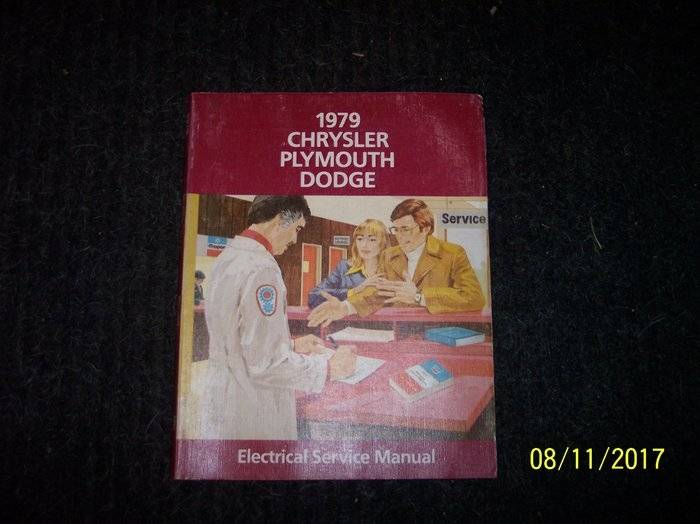 1979
CHRYSLER
PLYMOUTH
DODGE
Service
Electrical Service Manual
08/11/2017